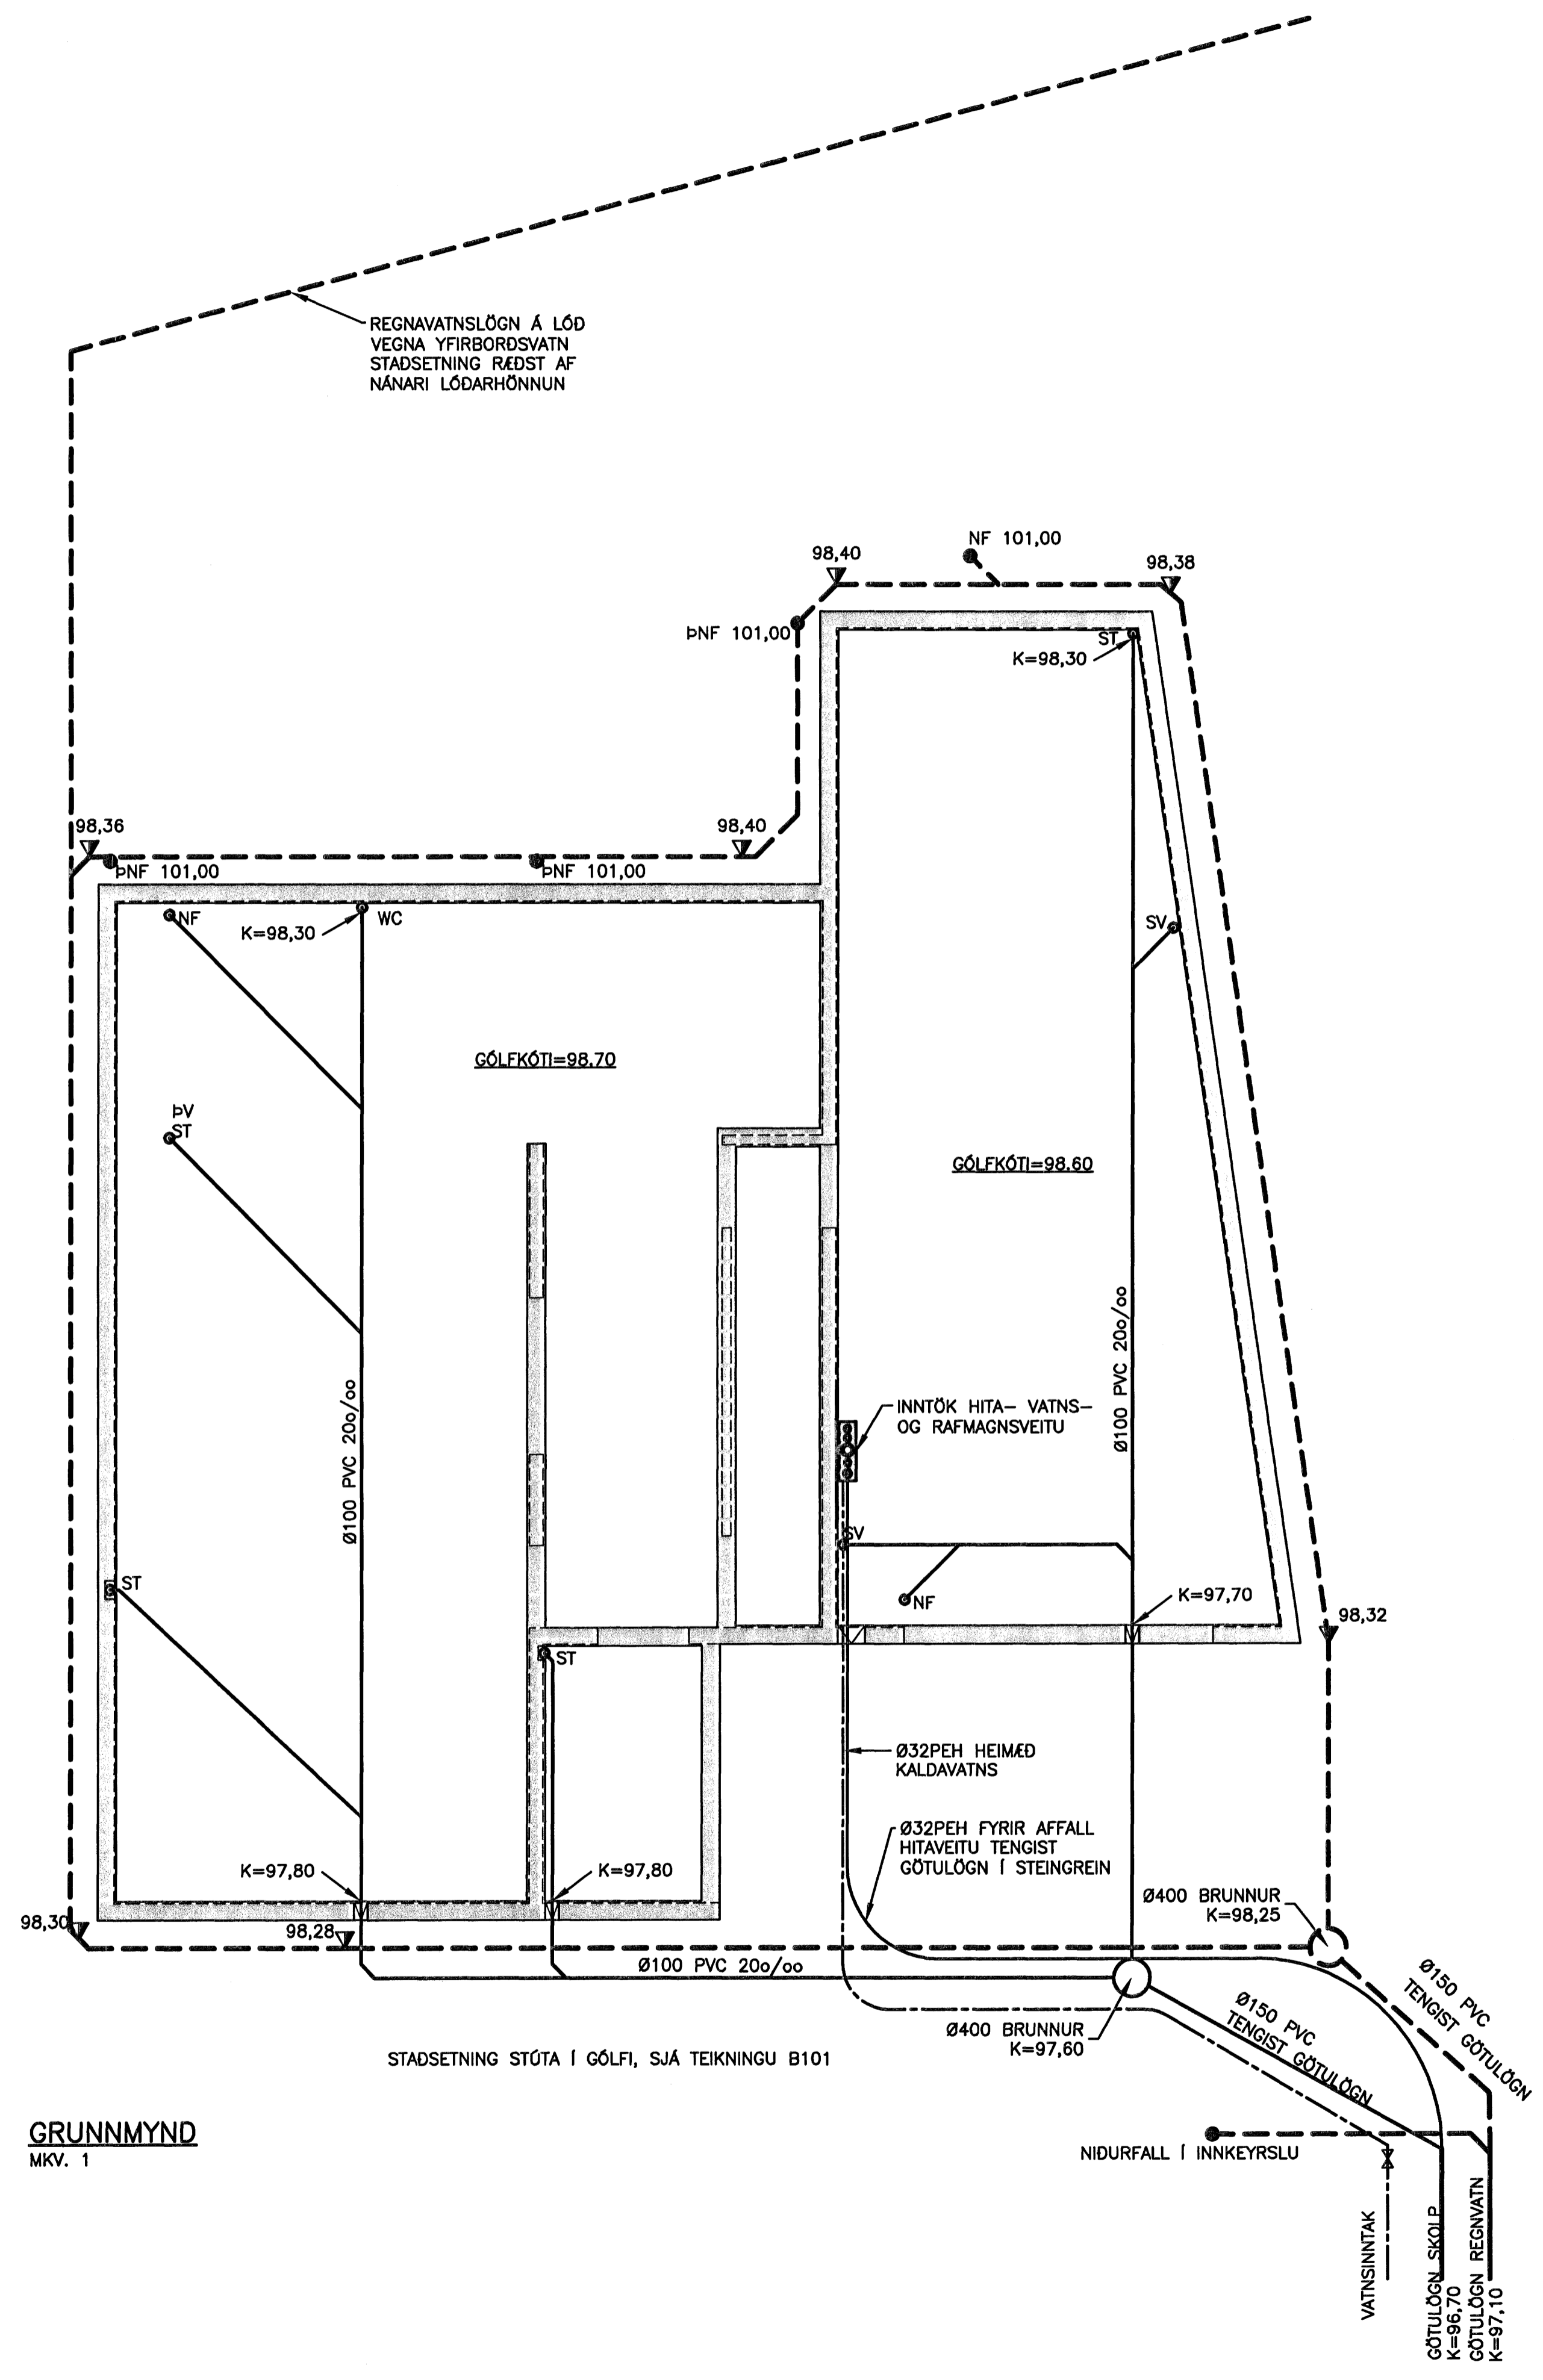 REGNAVATNSLÖGN Á LÓÐ
VEGNA YFIRBORÐSVATN
STAÐSETNING RÆÐST AF
NÁNARI LÓÐARHÖNNUN
NF 101,00
98,40
98,38
ÞNF 101,00
ST
K=98,30
98,36
98,40
ÞNF 101,00
ÞNF 101,00
NF
K=98,30
WC
SV
GÓLFKÓTI=98.70
ÞV
ST
GÓLFKÓTI=98.60
Ø100 PVC 20o/oo
Ø100 PVC 20o/oo
INNTÖK HITA- VATNS-
OG RAFMAGNSVEITU
SV
ST
NF
K=97,70
98,32
ST
Ø32PEH HEIMÆÐ
KALDAVATNS
Ø32PEH FYRIR AFFALL
HITAVEITU TENGIST
GÖTULÖGN Í STEINGREIN
K=97,80
K=97,80
Ø400 BRUNNUR
K=98,25
98,30
98,28
Ø100 PVC 20o/oo
Ø150 PVC
TENGIST GÖTULÖGN
Ø150 PVC
TENGIST GÖTULÖGN
Ø400 BRUNNUR
K=97,60
STAÐSETNING STÚTA Í GÓLFI, SJÁ TEIKNINGU B101
GRUNNMYND
MKV. 1
NIÐURFALL Í INNKEYRSLU
VATNSINNTAK
GÖTULÖGN SKOLP
K=96,70
GÖTULÖGN REGNVATN
K=97,10